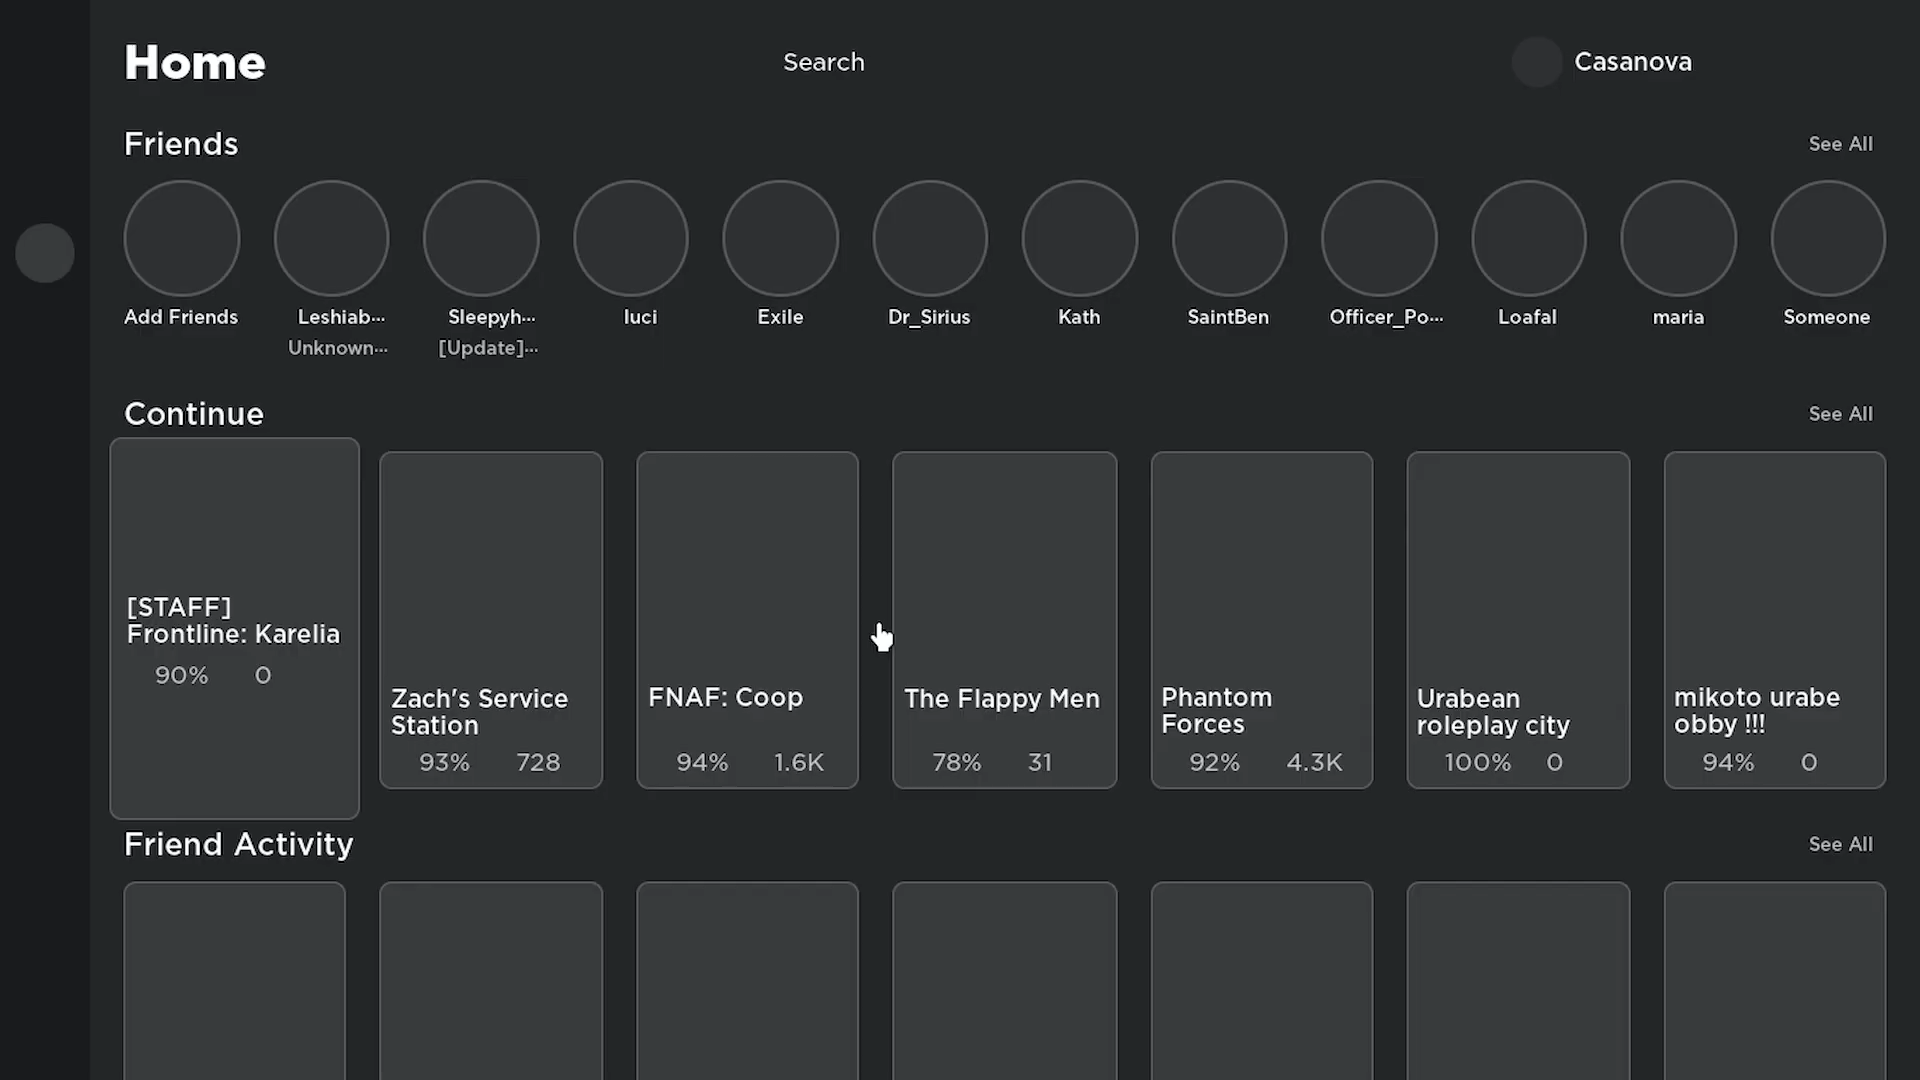 Home
Search
Casanova
Friends
See All
Add Friends
Leshiab...
Sleepyh...
luci
Exile
Dr_Sirius
Kath
SaintBen
Officer_Po...
Loafal
maria
Someone
Unknown...
[Update]...
Continue
See All
[STAFF]
Frontline: Karelia
90% 0
Zach's Service
Station
93% 728
FNAF: Coop
94% 1.6K
The Flappy Men
78% 31
Phantom
Forces
92% 4.3K
Urabean
roleplay city
100% 0
mikoto urabe
obby !!!
94% 0
Friend Activity
See All